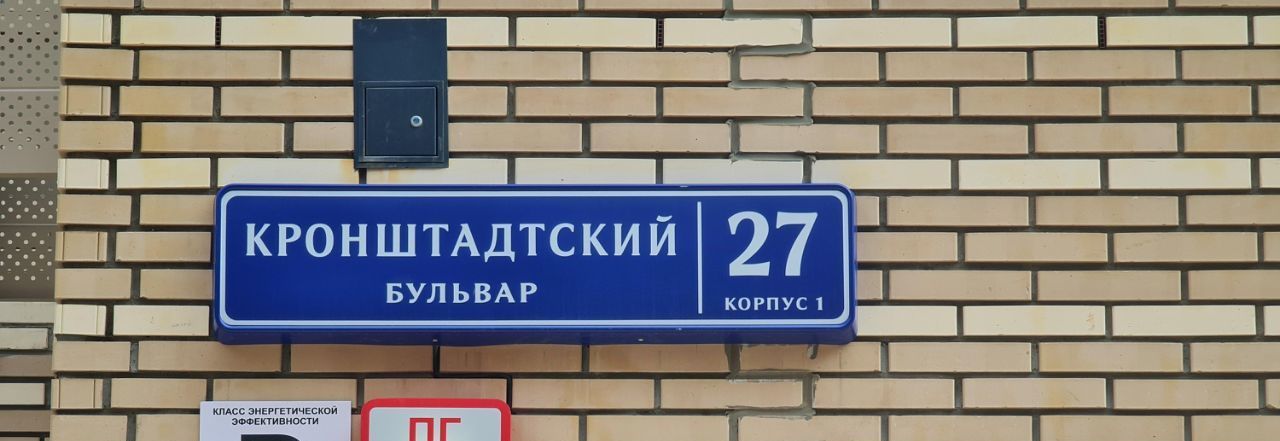 КРОНШТАДТСКИЙ
БУЛЬВАР
27
КОРПУС 1
КЛАСС ЭНЕРГЕТИЧЕСКОЙ
ЭФФЕКТИВНОСТИ